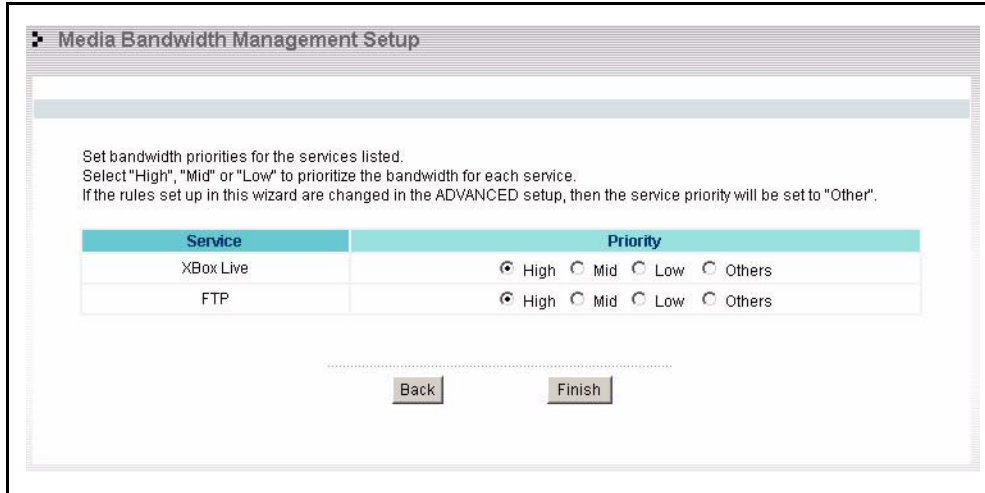 Media Bandwidth Management Setup
Set bandwidth priorities for the services listed.
Select "High", "Mid" or "Low" to prioritize the bandwidth for each service.
If the rules set up in this wizard are changed in the ADVANCED setup, then the service priority will be set to "Other".
Service Priority
XBox Live High Mid Low Others
FTP High Mid Low Others
Back Finish